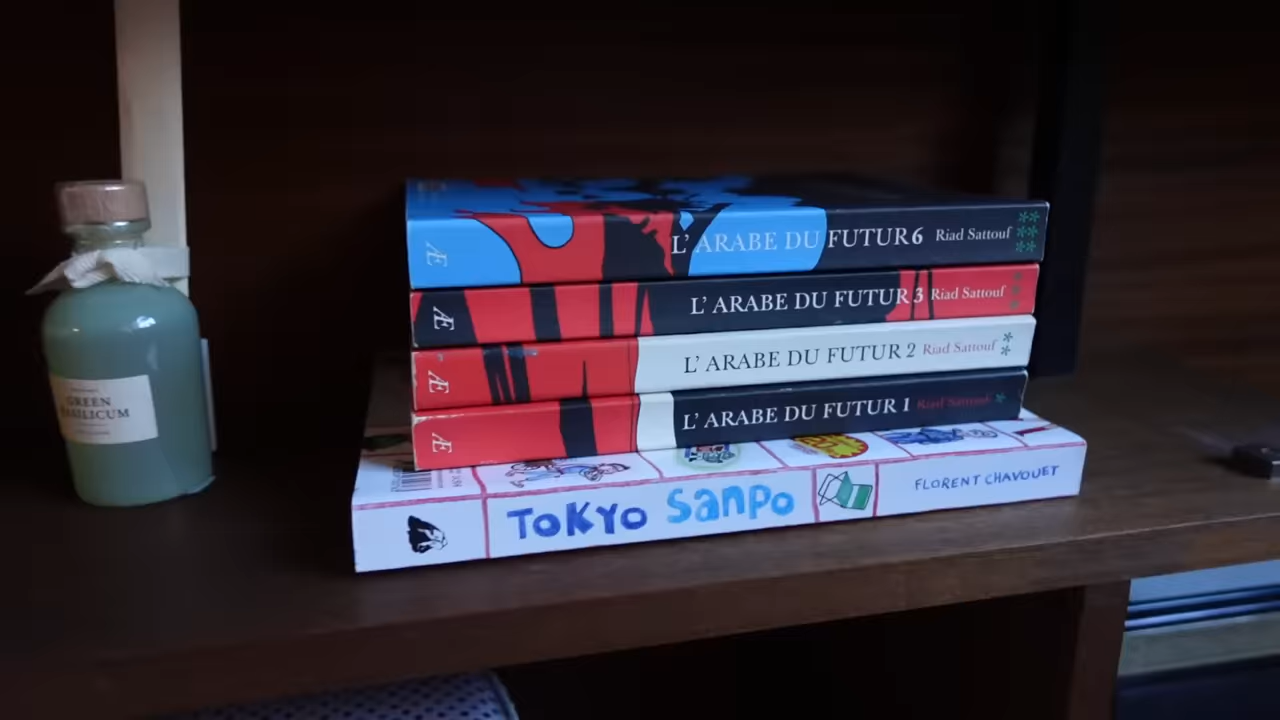 L' ARABE DU FUTUR 6 Riad Sattouf
L' ARABE DU FUTUR 3 Riad Sattouf
Æ
L' ARABE DU FUTUR 2 Riad Sattouf
Æ
L' ARABE DU FUTUR 1 Riad Sattouf
Æ
Æ
TOKYO SANPO FLORENT CHAVOUET
GREEN
BASILICUM